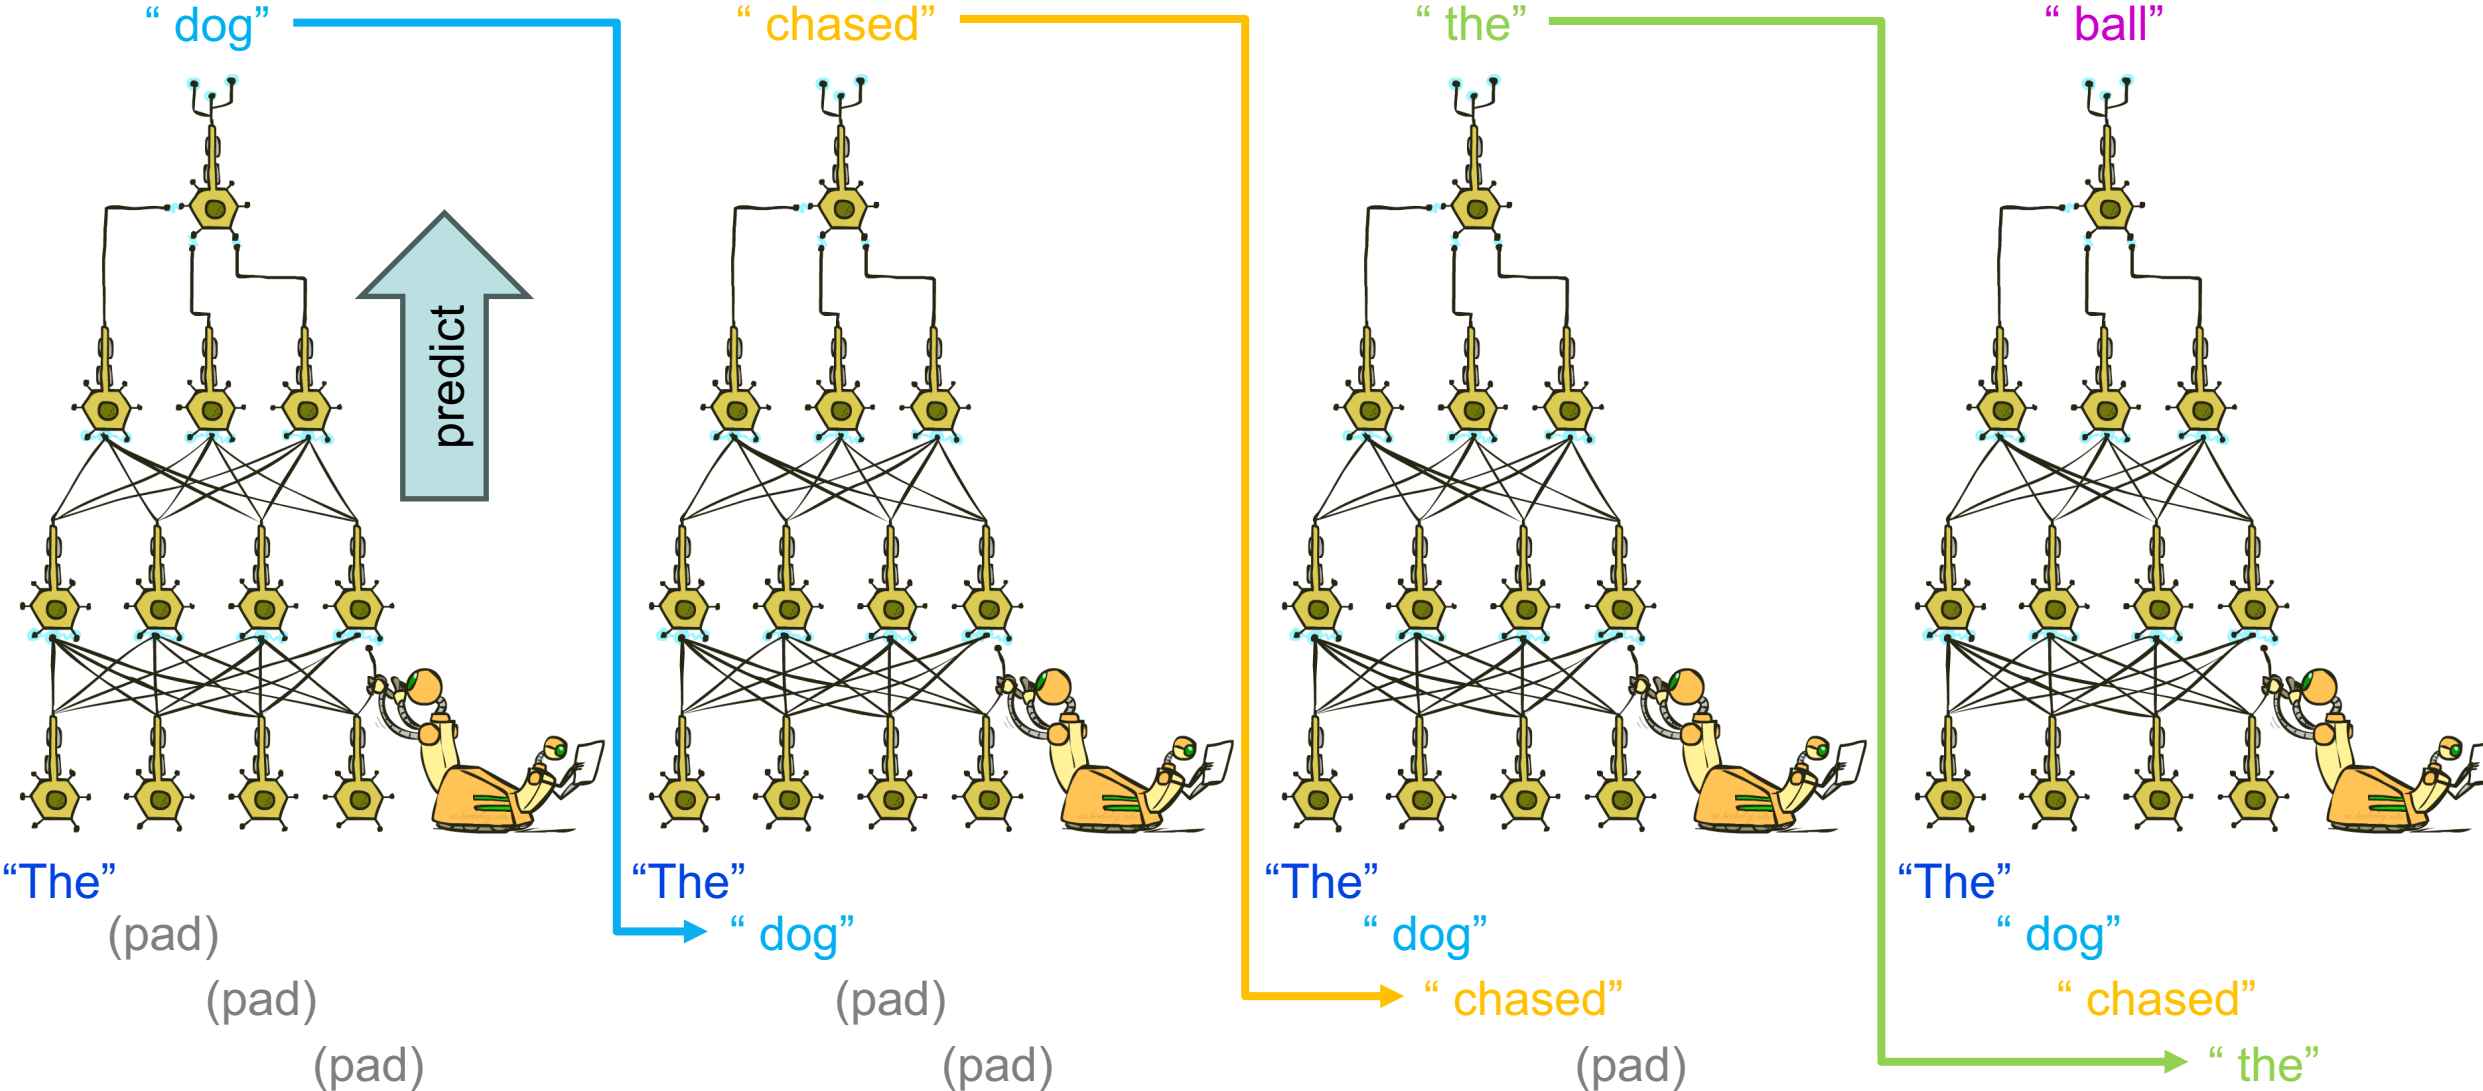 “ dog”
“ chased”
“ the”
“ ball”
predict
“The”
(pad)
(pad)
(pad)
“The”
“ dog”
(pad)
(pad)
“The”
“ dog”
“ chased”
(pad)
“The”
“ dog”
“ chased”
“ the”